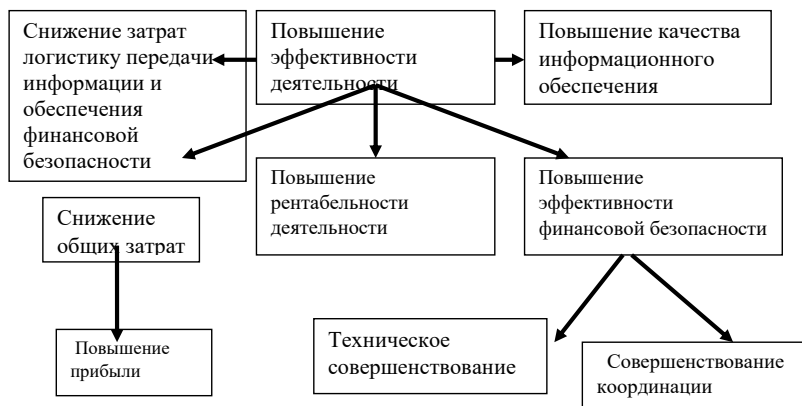 Снижение затрат
логистику передачи
информации и
обеспечения
финансовой
безопасности
Повышение
эффективности
деятельности
Повышение качества
информационного
обеспечения
Снижение
общих затрат
Повышение
рентабельности
деятельности
Повышение
эффективности
финансовой безопасности
Повышение
прибыли
Техническое
совершенствование
Совершенствование
координации